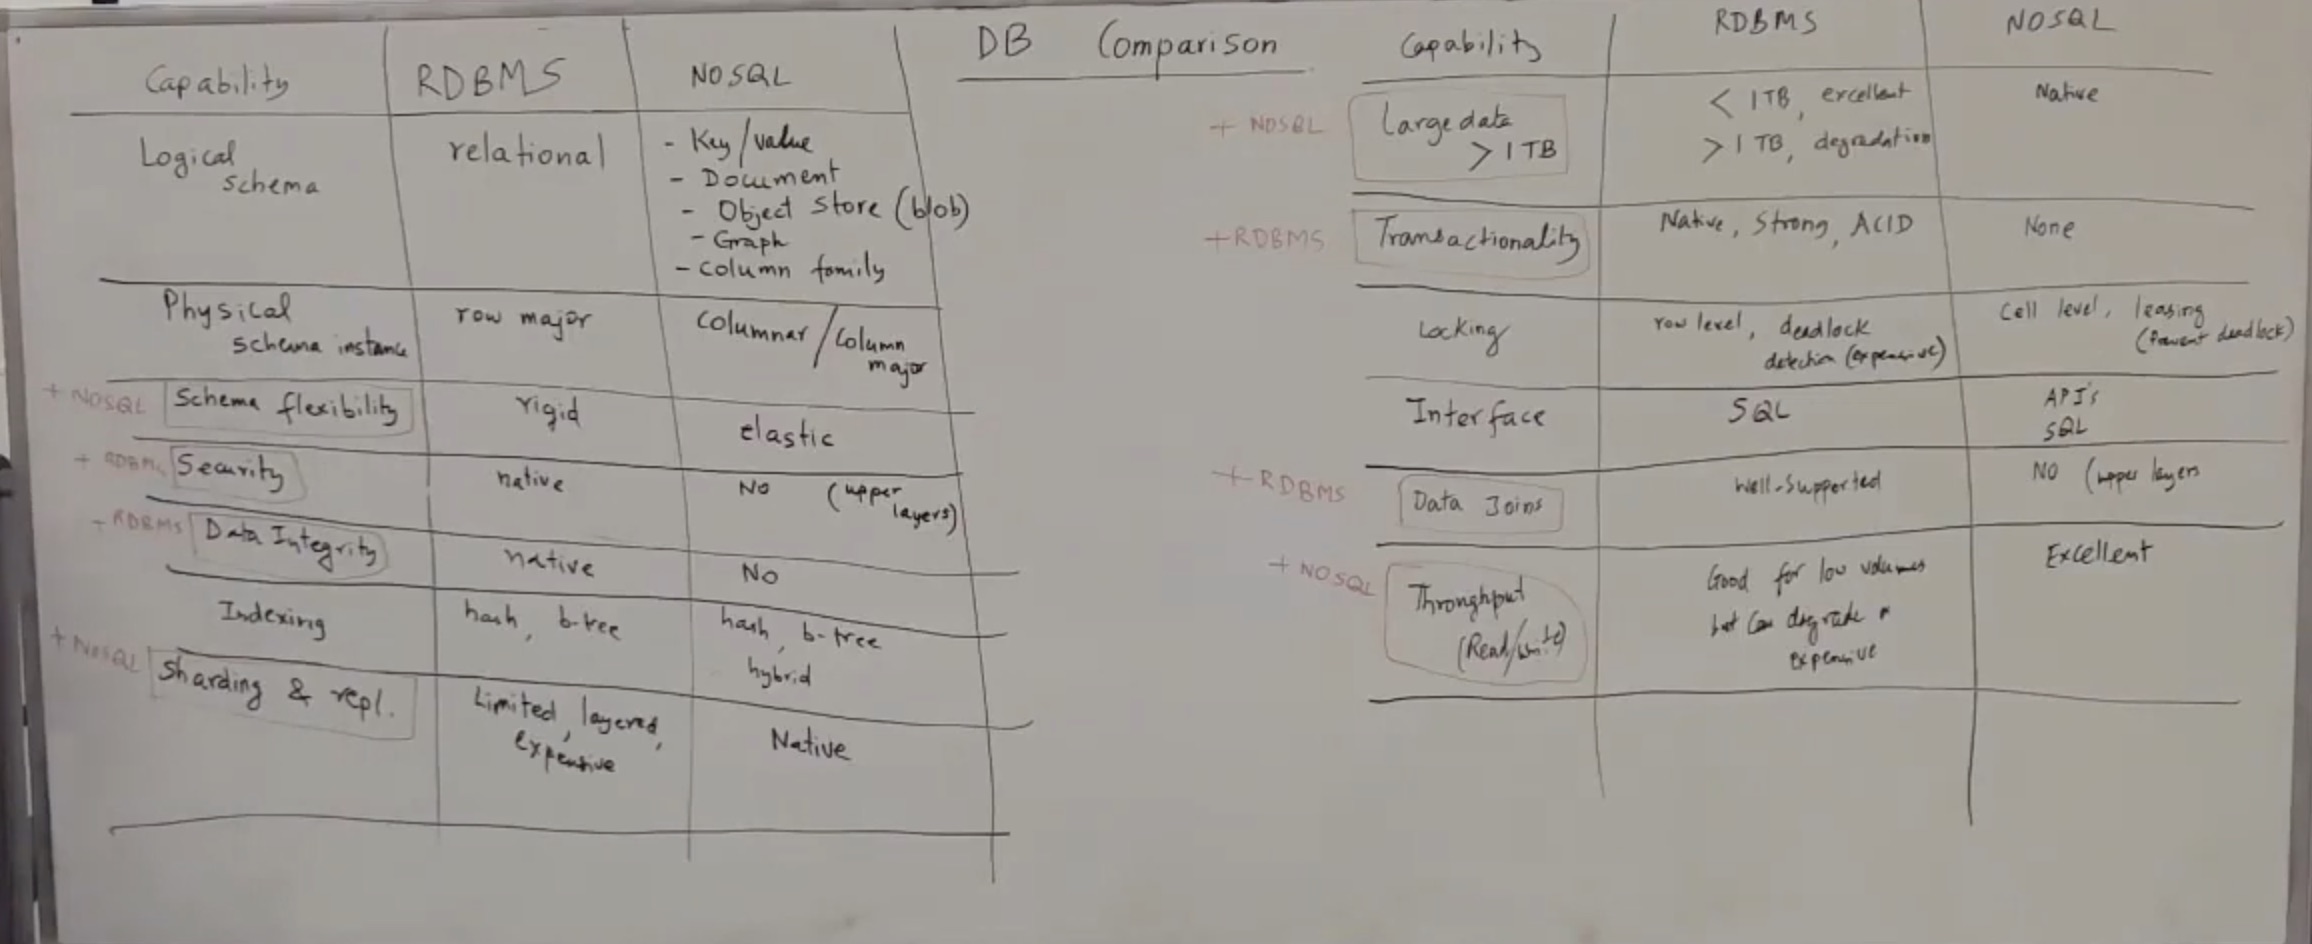 DB Comparison
Capability RDBMS NOSQL
Logical schema relational - Key/value
- Document
- Object store (blob)
- Graph
- Column family
Physical schema instance row major Columnar/Column major
+ NOSQL Schema flexibility rigid elastic
+ RDBMS Security native NO (upper layers)
+ RDBMS Data Integrity native NO
Indexing hash, b-tree hash, b-tree
hybrid
+ NOSQL Sharding & repl. Limited, layered, expensive Native
Capability RDBMS NOSQL
+ NOSQL Large data > 1 TB < 1 TB, excellent Native
> 1 TB, degradation
+ RDBMS Transactionality Native, Strong, ACID None
Locking row level, deadlock detection (expensive) Cell level, leasing (Prevent deadlock)
Interface SQL API's
SQL
+ RDBMS Data Joins Well-Supported NO (upper layers
+ NOSQL Throughput (Read/write) Good for low volumes Excellent
but can degrade
expensive